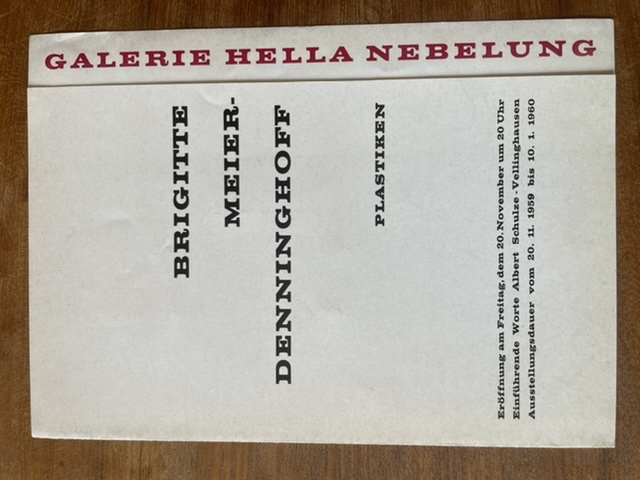 GALERIE HELLA NEBELUNG
BRIGITTE
MEIER-
DENNINGHOFF
PLASTIKEN
Eröffnung am Freitag, dem 20. November um 20 Uhr
Einführende Worte Albert Schulze-Vellinghausen
Ausstellungsdauer vom 20. 11. 1959 bis 10. 1. 1960